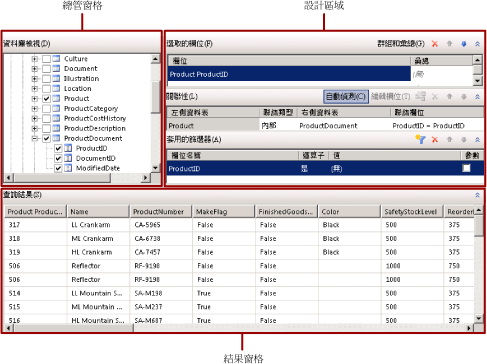 總管窗格
設計區域
資料庫檢視(D)
Culture
Document
Illustration
Location
Product
ProductCategory
ProductCostHistory
ProductDescription
ProductDocument
ProductID
DocumentID
ModifiedDate
選取的欄位(F)
群組和彙總(G)
欄位 彙總
Product ProductID (無)
關聯性(L)
自動偵測(C) 編輯欄位(T)
左側資料表 聯結類型 右側資料表 聯結欄位
Product 內部 ProductDocument ProductID = ProductID
套用的篩選器(A)
欄位名稱 運算子 值 參數
ProductID 是 (無)
查詢結果(S)
Product Produc... Name ProductNumber MakeFlag FinishedGoods... Color SafetyStockLevel Reorder
317 LL Crankarm CA-5965 False False Black 500 375
318 ML Crankarm CA-6738 False False Black 500 375
319 HL Crankarm CA-7457 False False Black 500 375
506 Reflector RF-9198 False False 1000 750
506 Reflector RF-9198 False False 1000 750
514 LL Mountain S... SA-M198 True False 500 375
515 ML Mountain S... SA-M237 True False 500 375
516 HL Mountain S... SA-M687 True False 500 375
結果窗格